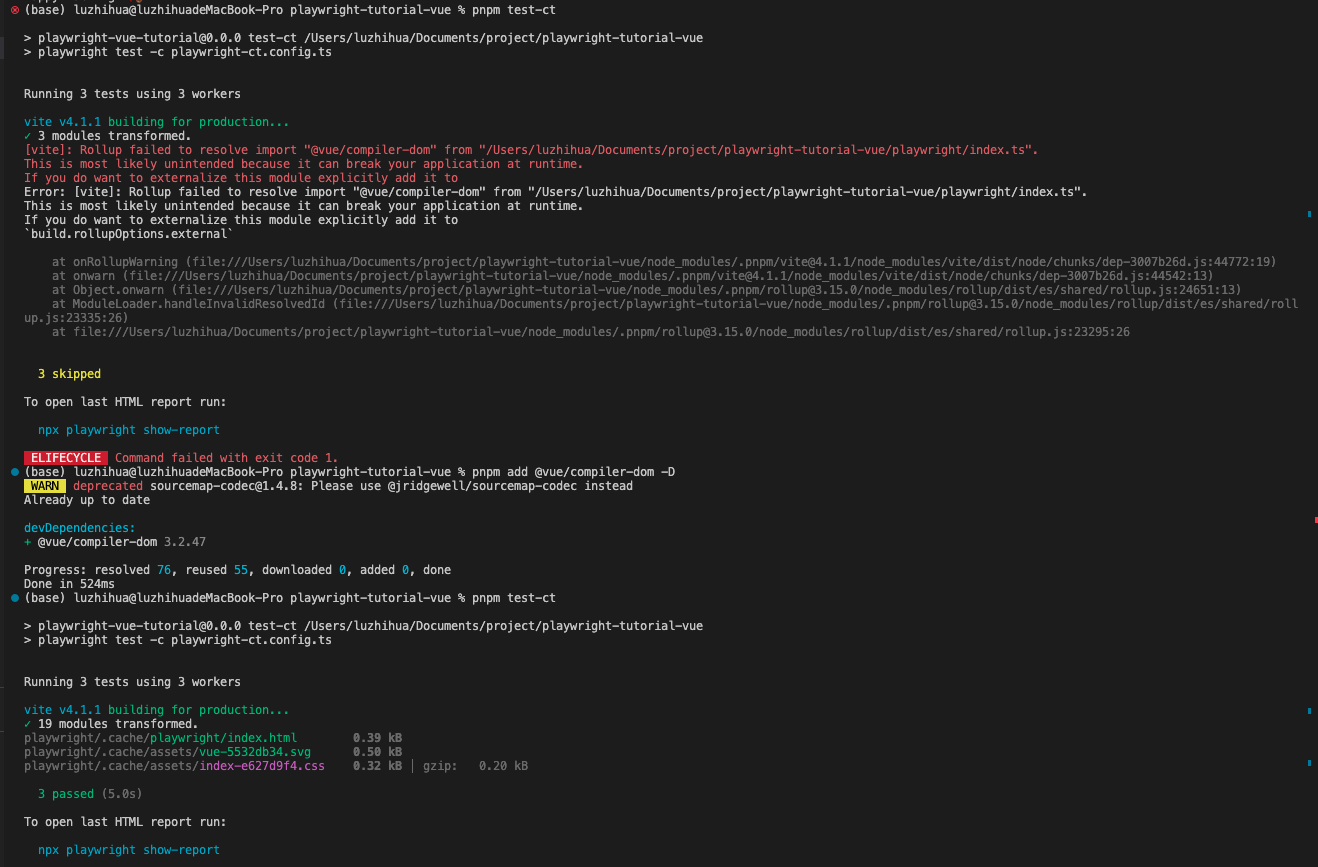 (base) luzhihua@luzhihuadeMacBook-Pro playwright-tutorial-vue % pnpm test-ct
> playwright-vue-tutorial@0.0.0 test-ct /Users/luzhihua/Documents/project/playwright-tutorial-vue
> playwright test -c playwright-ct.config.ts
Running 3 tests using 3 workers
vite v4.1.1 building for production...
✓ 3 modules transformed.
[vite]: Rollup failed to resolve import "@vue/compiler-dom" from "/Users/luzhihua/Documents/project/playwright-tutorial-vue/playwright/index.ts".
This is most likely unintended because it can break your application at runtime.
If you do want to externalize this module explicitly add it to
Error: [vite]: Rollup failed to resolve import "@vue/compiler-dom" from "/Users/luzhihua/Documents/project/playwright-tutorial-vue/playwright/index.ts".
This is most likely unintended because it can break your application at runtime.
If you do want to externalize this module explicitly add it to
`build.rollupOptions.external`
at onRollupWarning (file:///Users/luzhihua/Documents/project/playwright-tutorial-vue/node_modules/.pnpm/vite@4.1.1/node_modules/vite/dist/node/chunks/dep-3007b26d.js:44772:19)
at onwarn (file:///Users/luzhihua/Documents/project/playwright-tutorial-vue/node_modules/.pnpm/vite@4.1.1/node_modules/vite/dist/node/chunks/dep-3007b26d.js:44542:13)
at Object.onwarn (file:///Users/luzhihua/Documents/project/playwright-tutorial-vue/node_modules/.pnpm/rollup@3.15.0/node_modules/rollup/dist/es/shared/rollup.js:24651:13)
at ModuleLoader.handleInvalidResolvedId (file:///Users/luzhihua/Documents/project/playwright-tutorial-vue/node_modules/.pnpm/rollup@3.15.0/node_modules/rollup/dist/es/shared/roll
up.js:23335:26)
at file:///Users/luzhihua/Documents/project/playwright-tutorial-vue/node_modules/.pnpm/rollup@3.15.0/node_modules/rollup/dist/es/shared/rollup.js:23295:26
3 skipped
To open last HTML report run:
npx playwright show-report
ELIFECYCLE Command failed with exit code 1.
(base) luzhihua@luzhihuadeMacBook-Pro playwright-tutorial-vue % pnpm add @vue/compiler-dom -D
WARN deprecated sourcemap-codec@1.4.8: Please use @jridgewell/sourcemap-codec instead
Already up to date
devDependencies:
+ @vue/compiler-dom 3.2.47
Progress: resolved 76, reused 55, downloaded 0, added 0, done
Done in 524ms
(base) luzhihua@luzhihuadeMacBook-Pro playwright-tutorial-vue % pnpm test-ct
> playwright-vue-tutorial@0.0.0 test-ct /Users/luzhihua/Documents/project/playwright-tutorial-vue
> playwright test -c playwright-ct.config.ts
Running 3 tests using 3 workers
vite v4.1.1 building for production...
✓ 19 modules transformed.
playwright/.cache/playwright/index.html 0.39 kB
playwright/.cache/assets/vue-5532db34.svg 0.50 kB
playwright/.cache/assets/index-e627d9f4.css 0.32 kB │ gzip: 0.20 kB
3 passed (5.0s)
To open last HTML report run:
npx playwright show-report